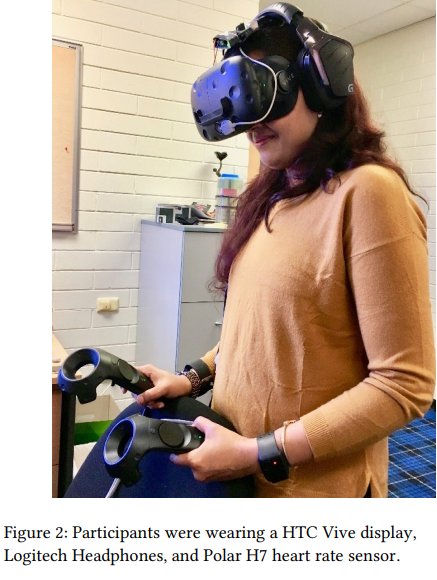 Figure 2: Participants were wearing a HTC Vive display,
Logitech Headphones, and Polar H7 heart rate sensor.